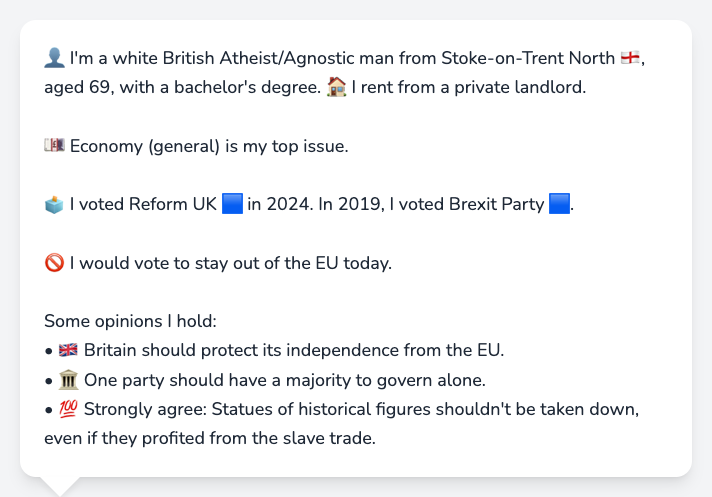 👤 I'm a white British Atheist/Agnostic man from Stoke-on-Trent North 🏴󠁧󠁢󠁥󠁮󠁧󠁿,
aged 69, with a bachelor's degree. 🏠 I rent from a private landlord.
💷 Economy (general) is my top issue.
🗳️ I voted Reform UK 🟦 in 2024. In 2019, I voted Brexit Party 🟦.
🚫 I would vote to stay out of the EU today.
Some opinions I hold:
• 🇬🇧 Britain should protect its independence from the EU.
• 🏛️ One party should have a majority to govern alone.
• 💯 Strongly agree: Statues of historical figures shouldn't be taken down,
even if they profited from the slave trade.